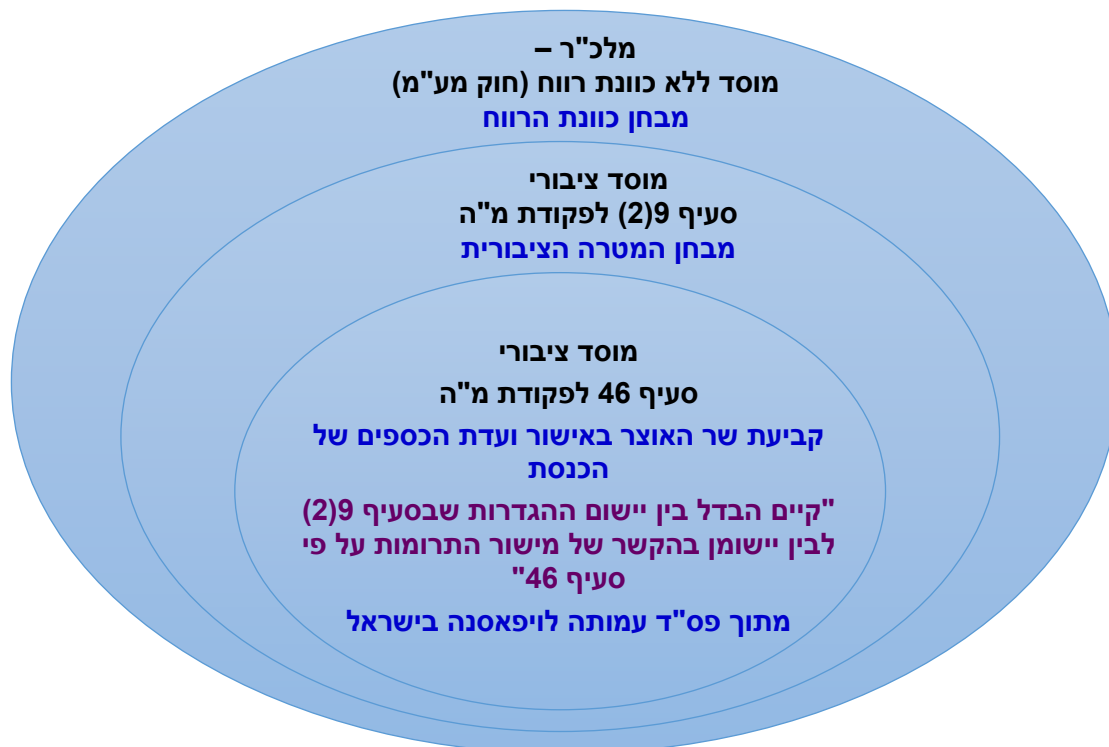 מלכ"ר –
מוסד ללא כוונת רווח (חוק מע"מ)
מבחן כוונת הרווח
מוסד ציבורי
סעיף 9(2) לפקודת מ"ה
מבחן המטרה הציבורית
מוסד ציבורי
סעיף 46 לפקודת מ"ה
קביעת שר האוצר באישור ועדת הכספים של
הכנסת
"קיים הבדל בין יישום ההגדרות שבסעיף 9(2)
לבין יישומן בהקשר של מישור התרומות על פי
סעיף 46"
מתוך פס"ד עמותה לויפאסנה בישראל